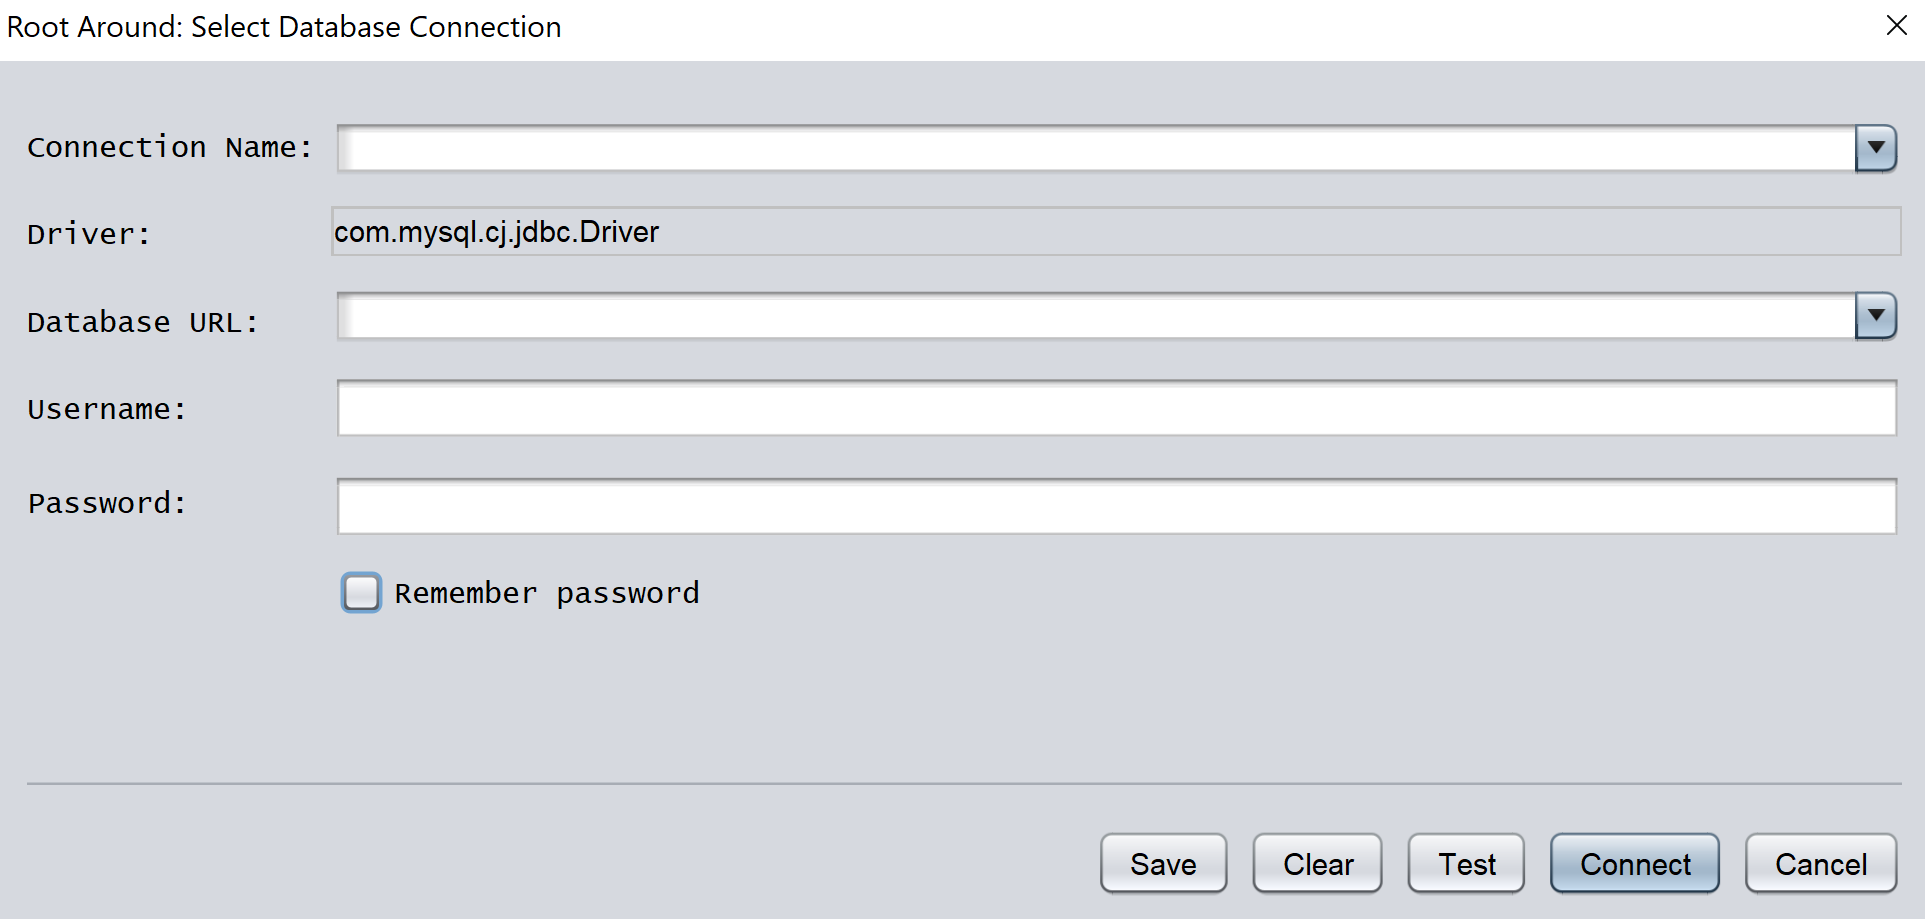 Root Around: Select Database Connection
Connection Name:
Driver: com.mysql.cj.jdbc.Driver
Database URL:
Username:
Password:
Remember password
Save Clear Test Connect Cancel